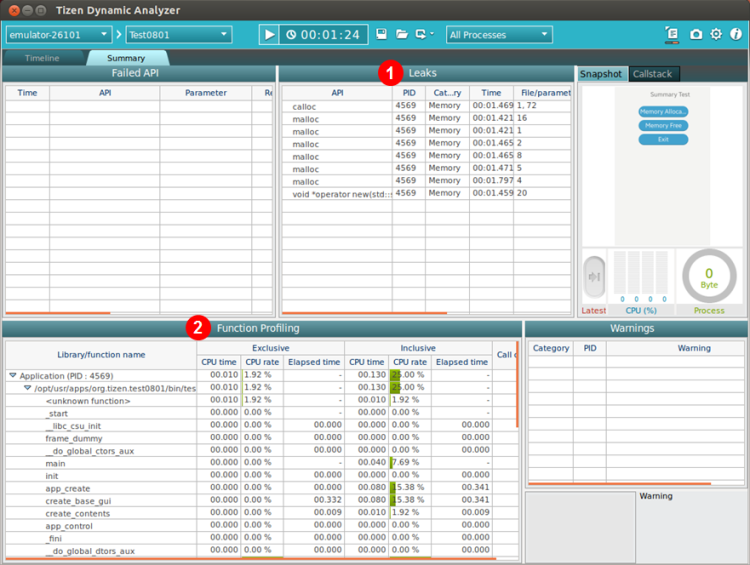 Tizen Dynamic Analyzer
emulator-26101 Test0801 00:01:24 All Processes
Timeline Summary
Failed API
Time API Parameter Re
1 Leaks
API PID Cat...ry Time File/paramet
calloc 4569 Memory 00:01.469 1, 72
malloc 4569 Memory 00:01.421 16
malloc 4569 Memory 00:01.421 1
malloc 4569 Memory 00:01.465 2
malloc 4569 Memory 00:01.465 8
malloc 4569 Memory 00:01.471 5
malloc 4569 Memory 00:01.797 4
void *operator new(std:: 4569 Memory 00:01.459 20
Snapshot Callstack
Summary Test
Memory Alloca...
Memory Free
Exit
0
Byte
0 0 0 0
Latest CPU (%) Process
2 Function Profiling
Library/function name Exclusive Inclusive Call c
CPU time CPU rate Elapsed time CPU time CPU rate Elapsed time
Application (PID : 4569) 00.010 1.92 % - 00.130 25.00 % -
/opt/usr/apps/org.tizen.test0801/bin/tes 00.010 1.92 % - 00.130 25.00 % -
<unknown function> 00.010 1.92 % - 00.010 1.92 % -
_start 00.000 0.00 % - 00.000 0.00 % -
__libc_csu_init 00.000 0.00 % 00.000 00.000 0.00 % 00.000
frame_dummy 00.000 0.00 % 00.000 00.000 0.00 % 00.000
__do_global_ctors_aux 00.000 0.00 % 00.000 00.000 0.00 % 00.000
main 00.000 0.00 % - 00.040 7.69 % -
init 00.000 0.00 % - 00.000 0.00 % -
app_create 00.000 0.00 % 00.000 00.080 15.38 % 00.341
create_base_gui 00.000 0.00 % 00.332 00.080 15.38 % 00.341
create_contents 00.000 0.00 % 00.009 00.010 1.92 % 00.009
app_control 00.000 0.00 % 00.000 00.000 0.00 % 00.000
_fini 00.000 0.00 % 00.000 00.000 0.00 % 00.000
__do_global_dtors_aux 00.000 0.00 % 00.000 00.000 0.00 % 00.000
Warnings
Category PID Warning
Warning